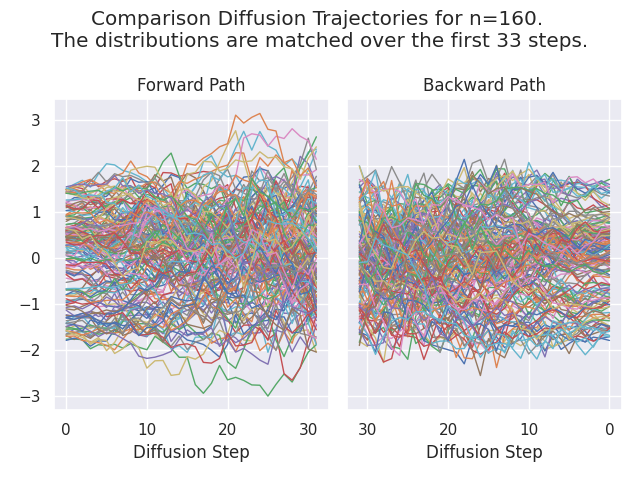 Comparison Diffusion Trajectories for n=160.
The distributions are matched over the first 33 steps.
Forward Path
Backward Path
3
2
1
0
−1
−2
−3
0 10 20 30
30 20 10 0
Diffusion Step
Diffusion Step